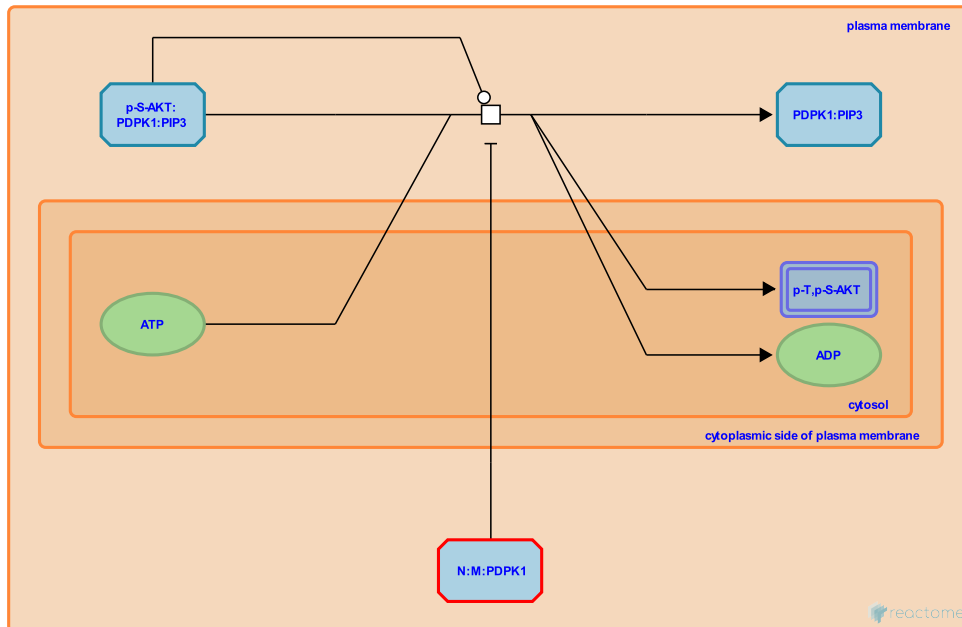 plasma membrane
p-S-AKT:
PDPK1:PIP3
PDPK1:PIP3
ATP
p-T,p-S-AKT
ADP
cytosol
cytoplasmic side of plasma membrane
N:M:PDPK1
reactome